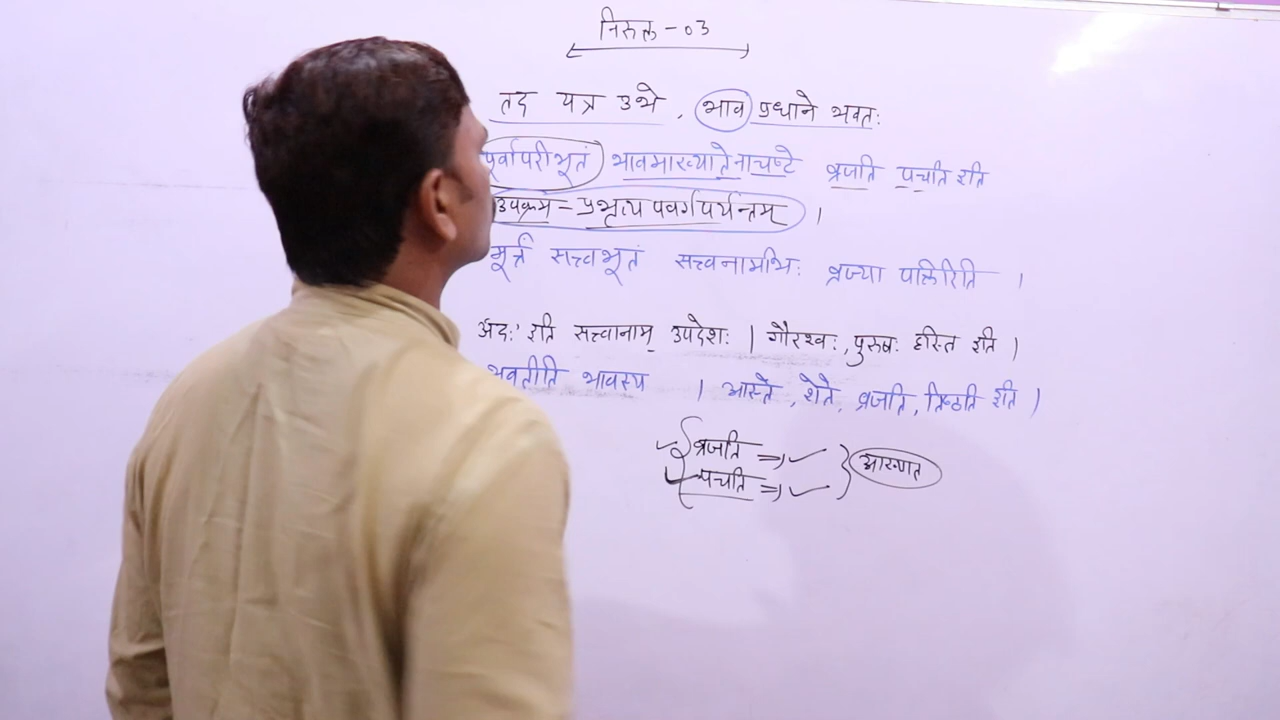 निरुक्त - ०३
तद यत्र उभे , भाव प्रधाने भवतः
पूर्वापरीभूतं भावमाख्यातेनाचष्टे व्रजति पचति इति
उपक्रम = प्रभृत्य पवर्गपर्यन्तम् ।
मूर्त्तं सत्त्वभूतं सत्त्वनामभिः व्रज्या पक्तिरिति ।
अदः' इति सत्त्वानाम् उपदेशः । गौरश्वः , पुरुषः हस्ति इति ।
भवतीति भावस्य । आस्ते , शेते, व्रजति , तिष्ठति इति ।
व्रजति ⇒ ✓
पचति ⇒ ✓
आख्यात